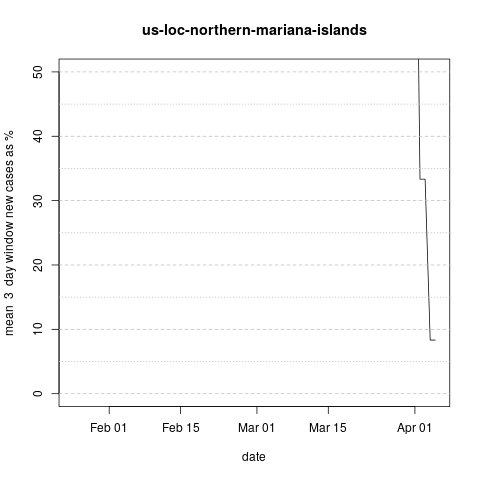 us-loc-northern-mariana-islands
mean  3  day window new cases as %
50
40
30
20
10
0
Feb 01 Feb 15 Mar 01 Mar 15 Apr 01
date